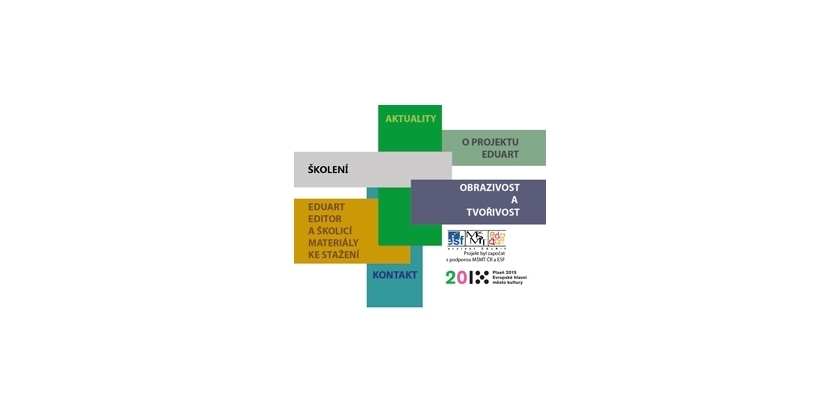 AKTUALITY
O PROJEKTU
EDUART
ŠKOLENÍ
OBRAZIVOST
A
TVOŘIVOST
EDUART
EDITOR
A ŠKOLICÍ
MATERIÁLY
KE STAŽENÍ
KONTAKT
esf
Projekt byl započat
s podporou MŠMT ČR a ESF
Plzeň 2015
Evropské hlavní
město kultury